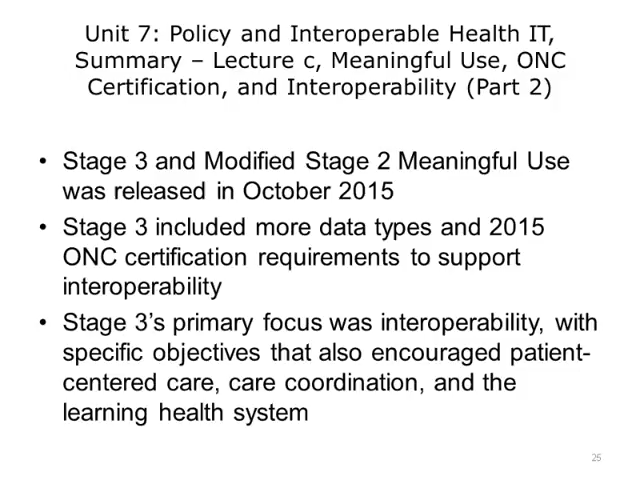 Unit 7: Policy and Interoperable Health IT,
Summary – Lecture c, Meaningful Use, ONC
Certification, and Interoperability (Part 2)
• Stage 3 and Modified Stage 2 Meaningful Use
was released in October 2015
• Stage 3 included more data types and 2015
ONC certification requirements to support
interoperability
• Stage 3’s primary focus was interoperability, with
specific objectives that also encouraged patient-
centered care, care coordination, and the
learning health system
25